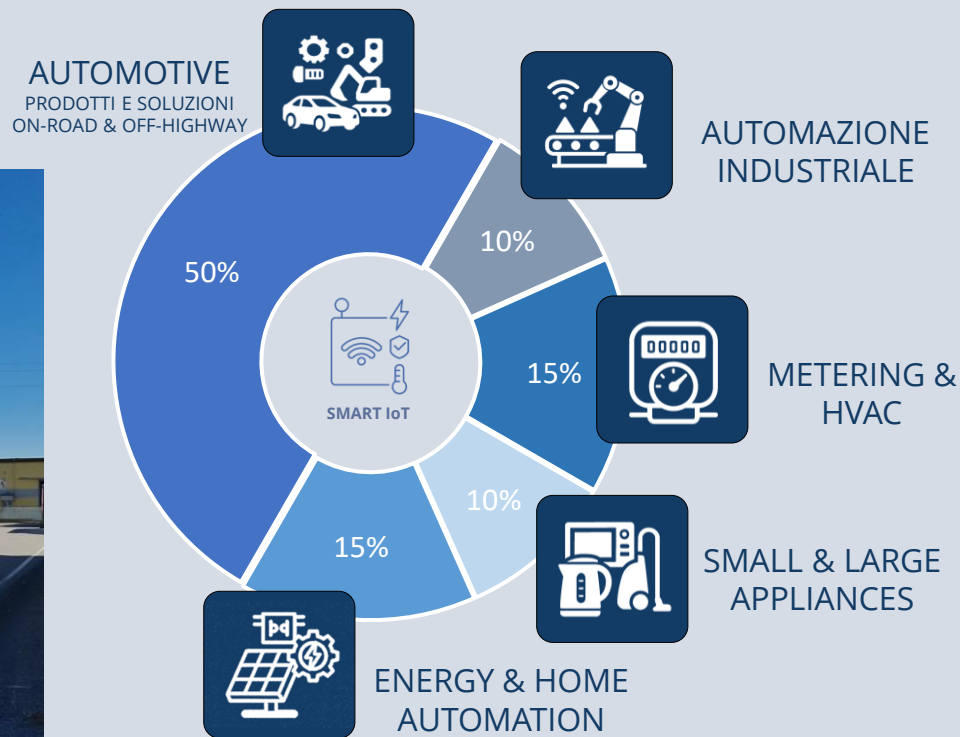 AUTOMOTIVE
PRODOTTI E SOLUZIONI
ON-ROAD & OFF-HIGHWAY
AUTOMAZIONE
INDUSTRIALE
10%
50%
00000
15%
METERING &
HVAC
SMART IoT
10%
15%
SMALL & LARGE
APPLIANCES
ENERGY & HOME
AUTOMATION